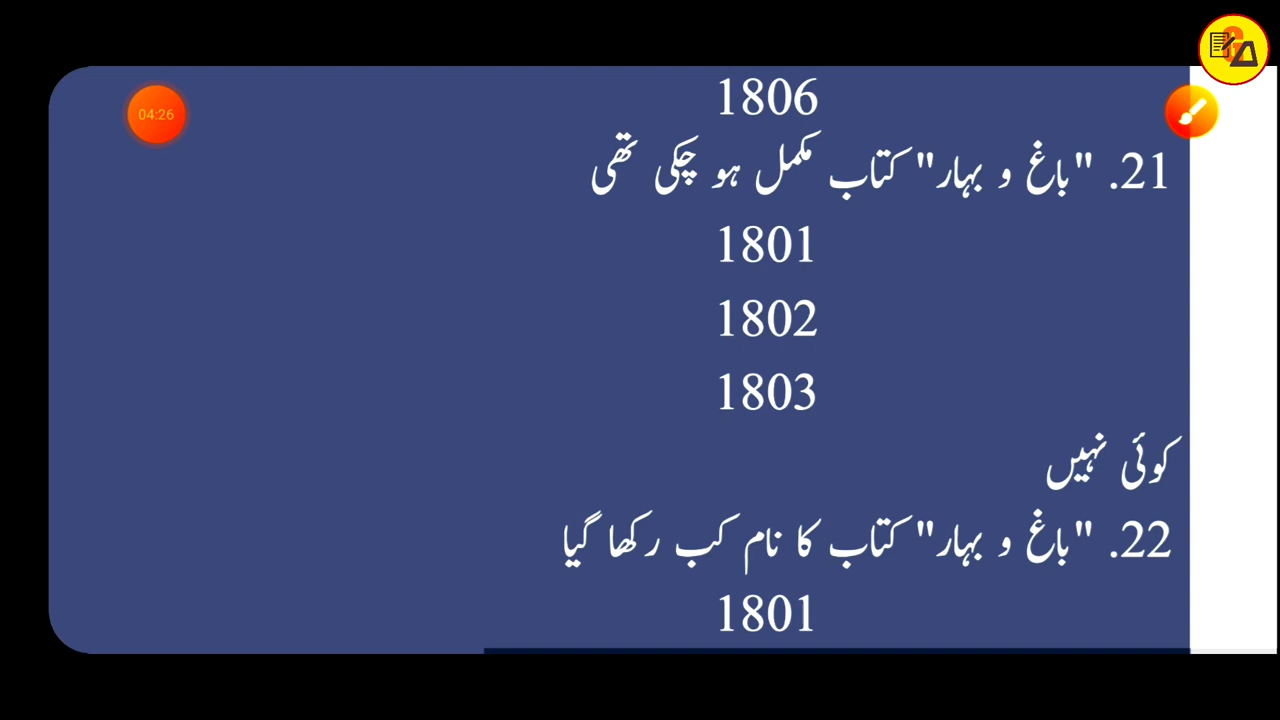 04:26
1806
21. "باغ و بہار" کتاب مکمل ہو چکی تھی
1801
1802
1803
کوئی نہیں
22. "باغ و بہار" کتاب کا نام کب رکھا گیا
1801